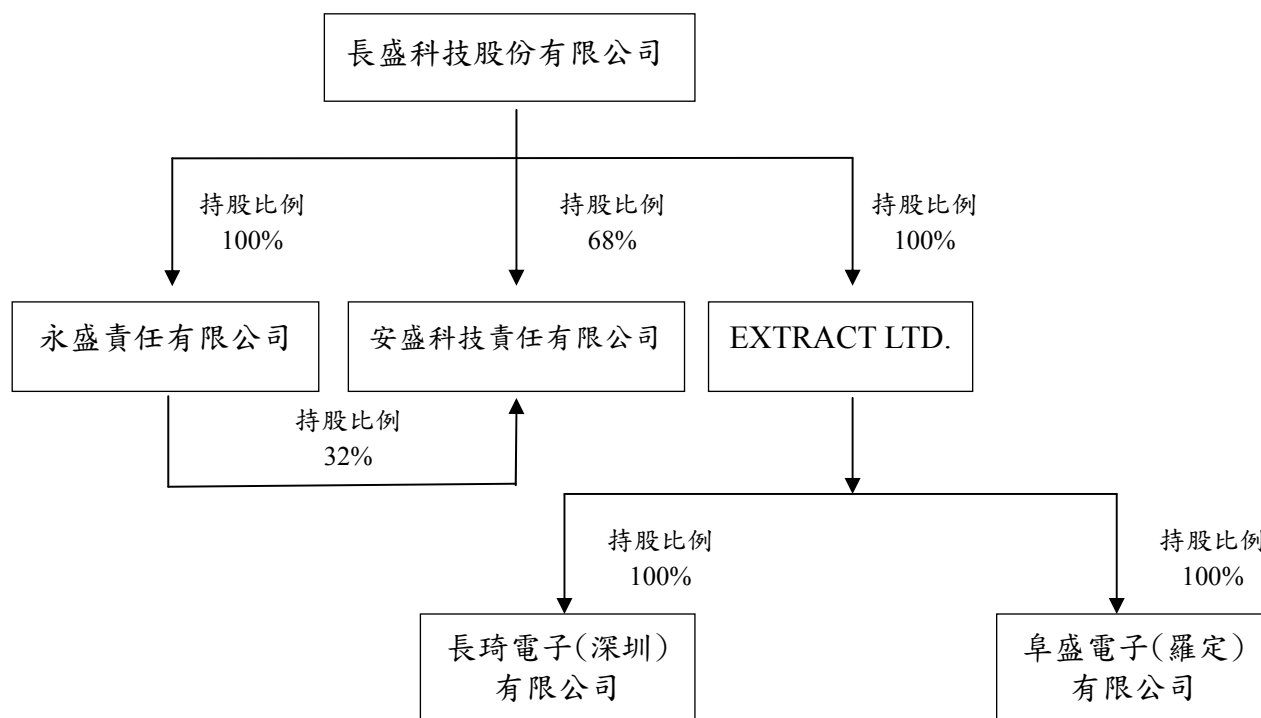 長盛科技股份有限公司
持股比例
100%
持股比例
68%
持股比例
100%
永盛責任有限公司
安盛科技責任有限公司
EXTRACT LTD.
持股比例
32%
持股比例
100%
持股比例
100%
長琦電子(深圳)
有限公司
阜盛電子(羅定)
有限公司